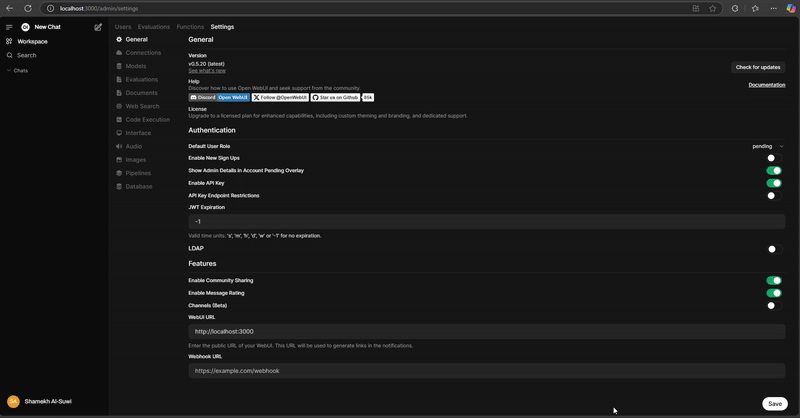 localhost:3000/admin/settings
New Chat
Workspace
Search
Chats
Users Evaluations Functions Settings
General
Connections
Models
Evaluations
Documents
Web Search
Code Execution
Interface
Audio
Images
Pipelines
Database
General
Version
v0.5.20 (latest)
See what's new
Check for updates
Help
Discover how to use Open WebUI and seek support from the community.
Documentation
Discord Open WebUI Follow @OpenWebUI Star us on Github 85k
License
Upgrade to a licensed plan for enhanced capabilities, including custom theming and branding, and dedicated support.
Authentication
Default User Role pending
Enable New Sign Ups
Show Admin Details in Account Pending Overlay
Enable API Key
API Key Endpoint Restrictions
JWT Expiration
-1
Valid time units: 's', 'm', 'h', 'd', 'w' or '-1' for no expiration.
LDAP
Features
Enable Community Sharing
Enable Message Rating
Channels (Beta)
WebUI URL
http://localhost:3000
Enter the public URL of your WebUI. This URL will be used to generate links in the notifications.
Webhook URL
https://example.com/webhook
SA Shamekh Al-Suwi
Save